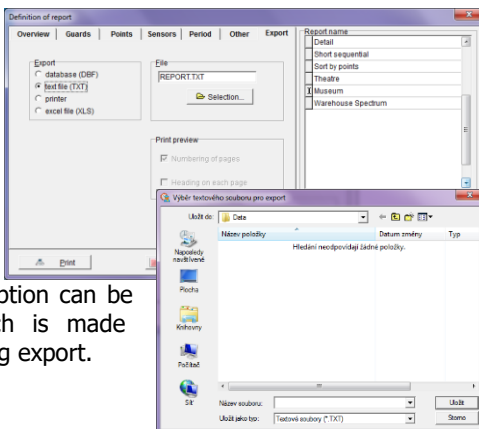 Definition of report
Overview Guards Points Sensors Period Other Export
Export
database (DBF)
text file (TXT)
printer
excel file (XLS)
File
REPORT.TXT
Selection...
Print preview
Numbering of pages
Heading on each page
Print
Report name
Detail
Short sequential
Sort by points
Theatre
Museum
Warehouse Spectrum
Výběr textového souboru pro export
Uložit do: Data
Název položky Datum změny Typ
Hledání neodpovídají žádné položky.
Naposledy navštívené
Plocha
Knihovny
Počítač
Síť
Název souboru: Uložit
Uložit jako typ: Textové soubory (*.TXT) Storno
ption can be
ch is made
g export.